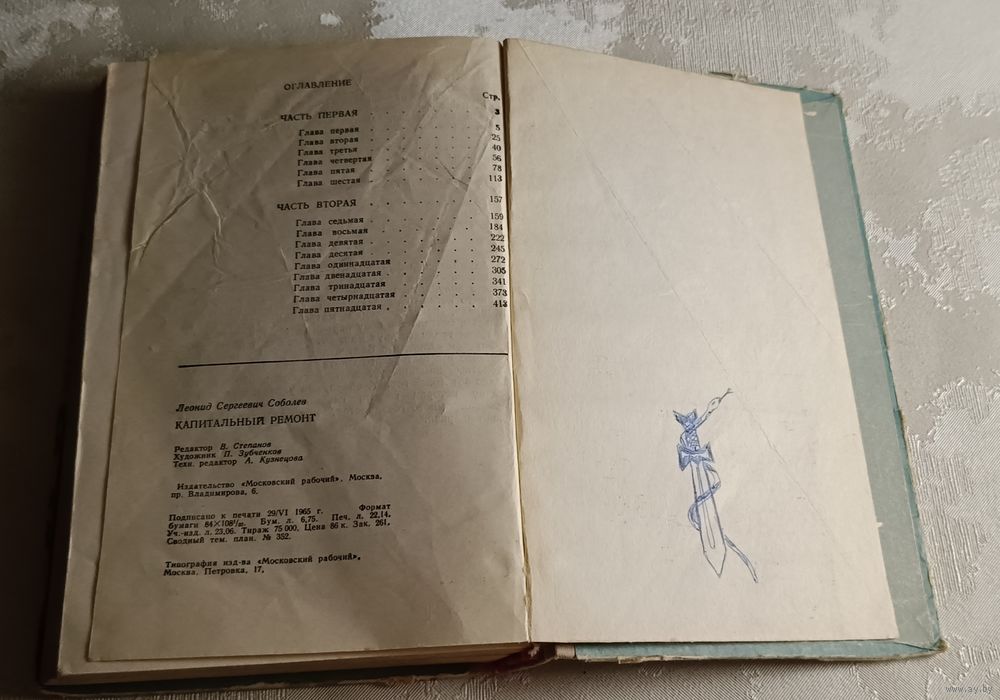 ОГЛАВЛЕНИЕ
Стр.
ЧАСТЬ ПЕРВАЯ . . . . . . . . 3
Глава первая . . . . . . . . 5
Глава вторая . . . . . . . . 25
Глава третья . . . . . . . . 40
Глава четвертая . . . . . . . 56
Глава пятая . . . . . . . . 78
Глава шестая . . . . . . . . 113
ЧАСТЬ ВТОРАЯ . . . . . . . . 157
Глава седьмая . . . . . . . . 159
Глава восьмая . . . . . . . . 184
Глава девятая . . . . . . . . 222
Глава десятая . . . . . . . . 245
Глава одиннадцатая . . . . . . 272
Глава двенадцатая . . . . . . 305
Глава тринадцатая . . . . . . 341
Глава четырнадцатая . . . . . 373
Глава пятнадцатая . . . . . . 413
Леонид Сергеевич Соболев
КАПИТАЛЬНЫЙ РЕМОНТ
Редактор В. Степанов
Художник П. Зубченков
Техн. редактор А. Кузнецова
Издательство «Московский рабочий». Москва,
пр. Владимирова, 6.
Подписано к печати 29/VI 1965 г. Формат
бумаги 84×108¹/₃₂. Бум. л. 6,75. Печ. л. 22,14.
Уч.-изд. л. 23,06. Тираж 75 000. Цена 86 к. Зак. 261.
Сводный тем. план. № 352.
Типография изд-ва «Московский рабочий»,
Москва, Петровка, 17.
www.ay.by